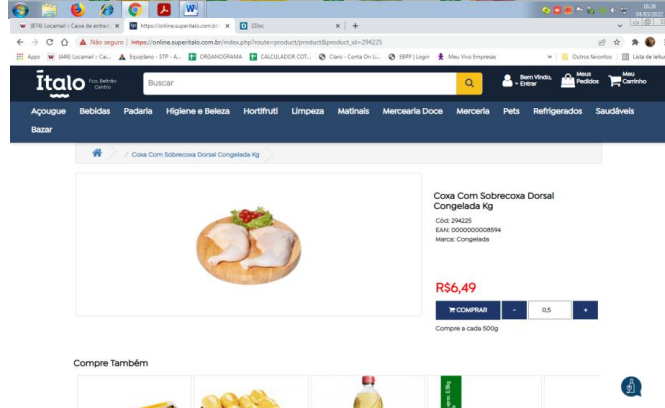 16:26
04/03/2022
Locamail :: Caixa de entrad
https://online.superitalo.com.br/
1Doc
Não seguro | https://online.superitalo.com.br/index.php?route=product/product&product_id=294225
Apps
(446) Locamail :: Cai...
Equiplano - STP - A...
ORGANOGRAMA
CALCULADOR COT...
Claro - Conta On Li...
EBPP | Login
Meu Vivo Empresas
Outros favoritos
Lista de leitura
Ítalo
Fco. Beltrão
Centro
Buscar
Bem Vindo,
Entrar
Meus
Pedidos
Meu
Carrinho
Açougue Bebidas Padaria Higiene e Beleza Hortifruti Limpeza Matinais Mercearia Doce Merceria Pets Refrigerados Saudáveis
Bazar
/ Coxa Com Sobrecoxa Dorsal Congelada Kg
Coxa Com Sobrecoxa Dorsal
Congelada Kg
Cód: 294225
EAN: 0000000008594
Marca: Congelada
R$6,49
COMPRAR - 0,5 +
Compre a cada 500g
Compre Também